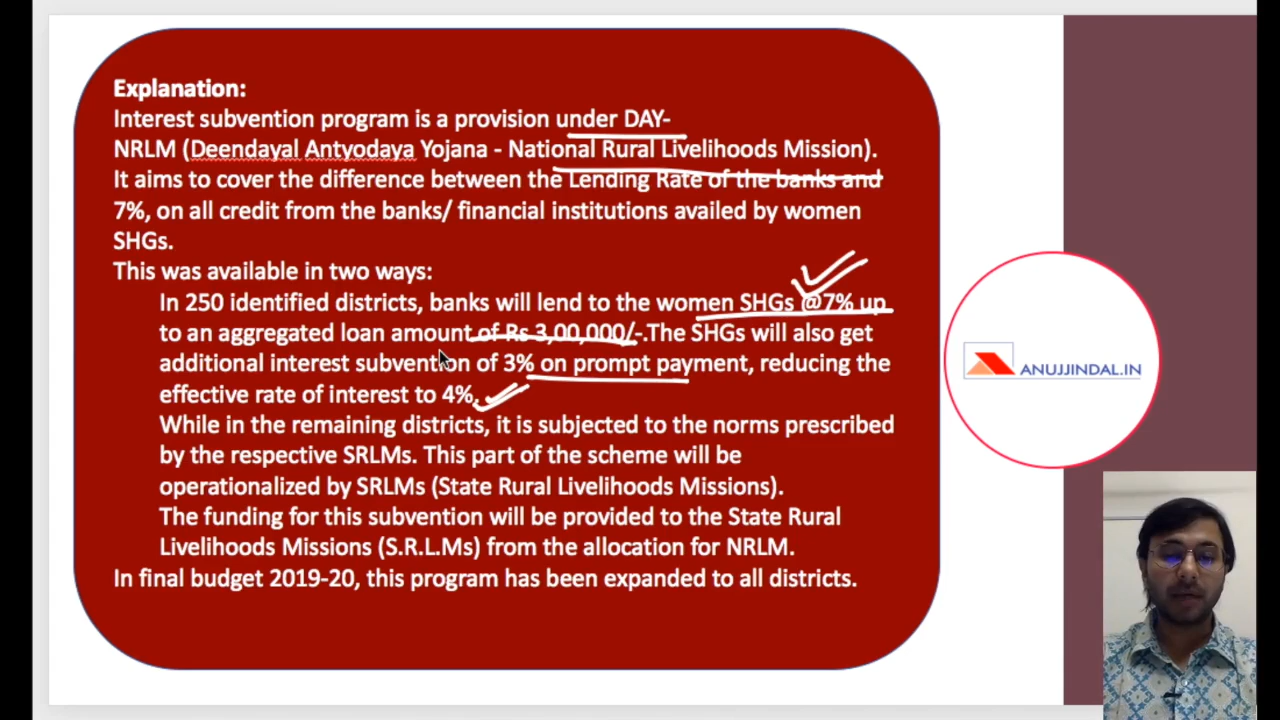 Explanation:
Interest subvention program is a provision under DAY-
NRLM (Deendayal Antyodaya Yojana - National Rural Livelihoods Mission).
It aims to cover the difference between the Lending Rate of the banks and
7%, on all credit from the banks/ financial institutions availed by women
SHGs.
This was available in two ways:
In 250 identified districts, banks will lend to the women SHGs @7% up
to an aggregated loan amount of Rs 3,00,000/-.The SHGs will also get
additional interest subvention of 3% on prompt payment, reducing the
effective rate of interest to 4%.
While in the remaining districts, it is subjected to the norms prescribed
by the respective SRLMs. This part of the scheme will be
operationalized by SRLMs (State Rural Livelihoods Missions).
The funding for this subvention will be provided to the State Rural
Livelihoods Missions (S.R.L.Ms) from the allocation for NRLM.
In final budget 2019-20, this program has been expanded to all districts.
ANUJJINDAL.IN